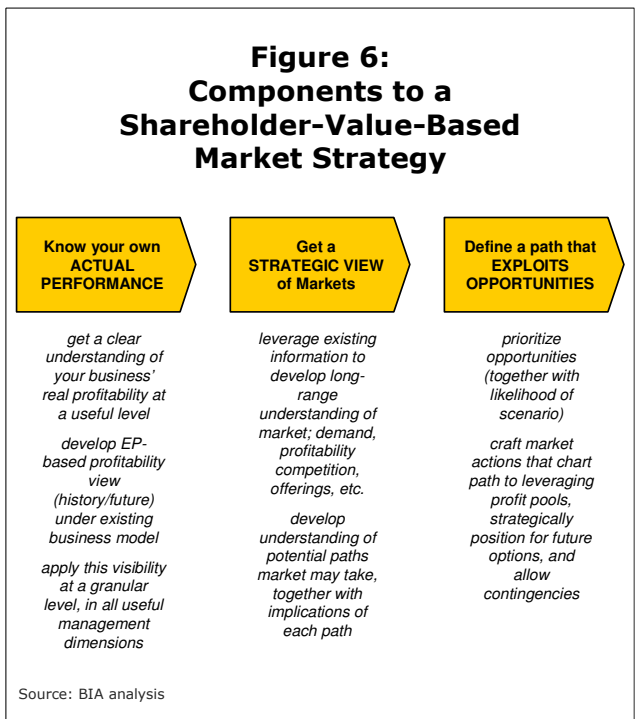 Figure 6:
Components to a
Shareholder-Value-Based
Market Strategy
Know your own
ACTUAL
PERFORMANCE
get a clear
understanding of
your business'
real profitability at
a useful level
develop EP-
based profitability
view
(history/future)
under existing
business model
apply this visibility
at a granular
level, in all useful
management
dimensions
Get a
STRATEGIC VIEW
of Markets
leverage existing
information to
develop long-
range
understanding of
market; demand,
profitability
competition,
offerings, etc.
develop
understanding of
potential paths
market may take,
together with
implications of
each path
Define a path that
EXPLOITS
OPPORTUNITIES
prioritize
opportunities
(together with
likelihood of
scenario)
craft market
actions that chart
path to leveraging
profit pools,
strategically
position for future
options, and
allow
contingencies
Source: BIA analysis